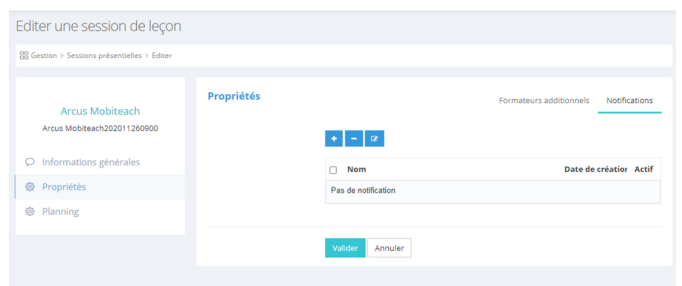 Editer une session de leçon
Gestion > Sessions présentielles > Editer
Arcus Mobiteach
Arcus Mobiteach202011260900
Informations générales
Propriétés
Planning
Propriétés
Formateurs additionnels Notifications
Nom Date de création Actif
Pas de notification
Valider Annuler